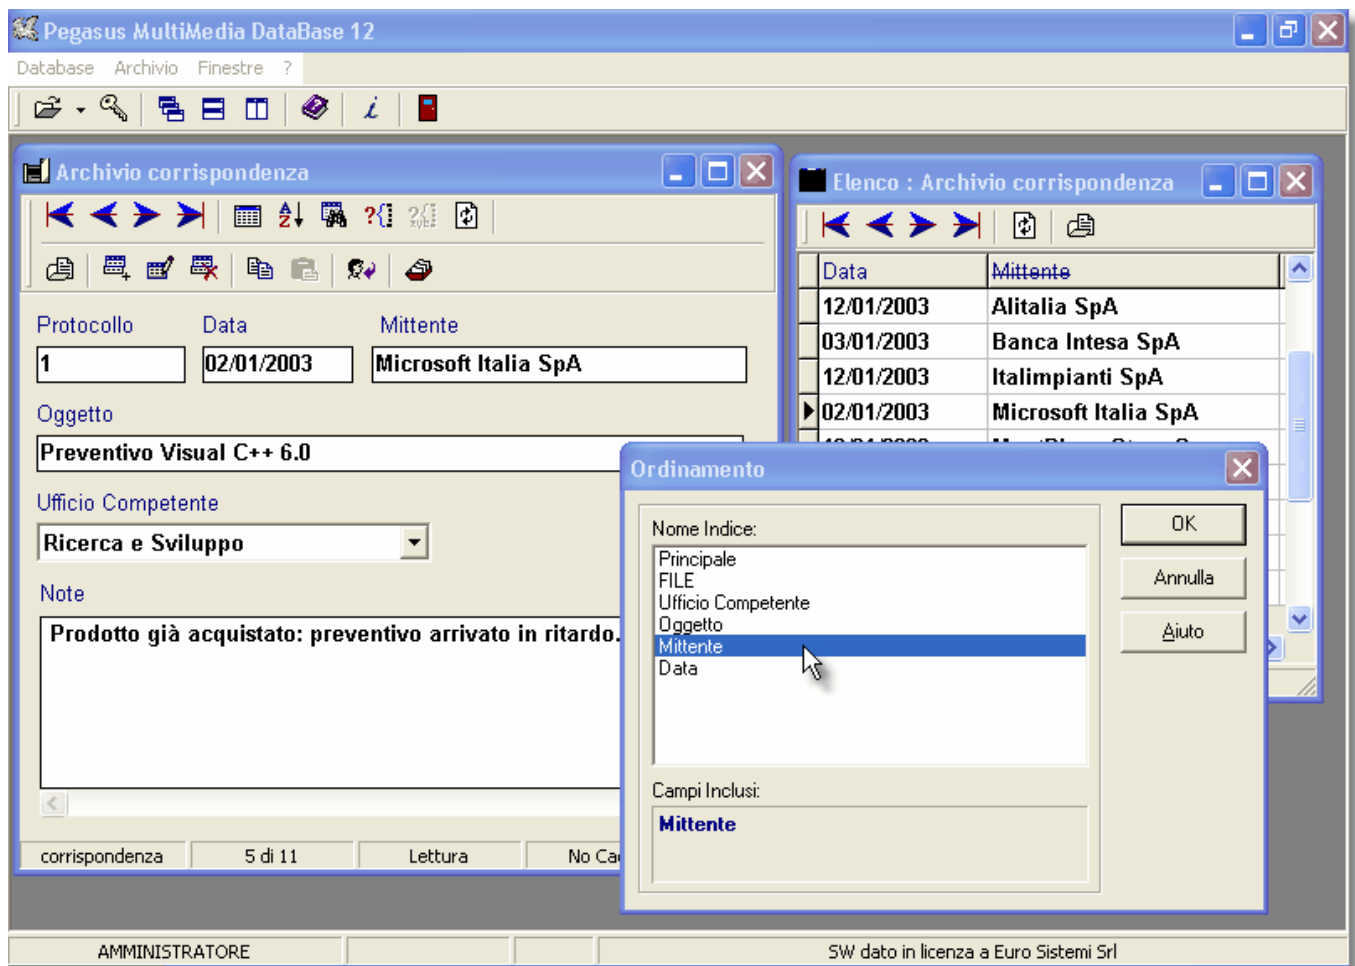 Pegasus MultiMedia DataBase 12
Database Archivio Finestre ?
Archivio corrispondenza
Protocollo Data Mittente
1 02/01/2003 Microsoft Italia SpA
Oggetto
Preventivo Visual C++ 6.0
Ufficio Competente
Ricerca e Sviluppo
Note
Prodotto già acquistato: preventivo arrivato in ritardo.
corrispondenza 5 di 11 Lettura No
Elenco : Archivio corrispondenza
Data Mittente
12/01/2003 Alitalia SpA
03/01/2003 Banca Intesa SpA
12/01/2003 Italimpianti SpA
02/01/2003 Microsoft Italia SpA
Ordinamento
Nome Indice:
Principale
FILE
Ufficio Competente
Oggetto
Mittente
Data
Campi Inclusi:
Mittente
OK
Annulla
Aiuto
AMMINISTRATORE SW dato in licenza a Euro Sistemi Srl